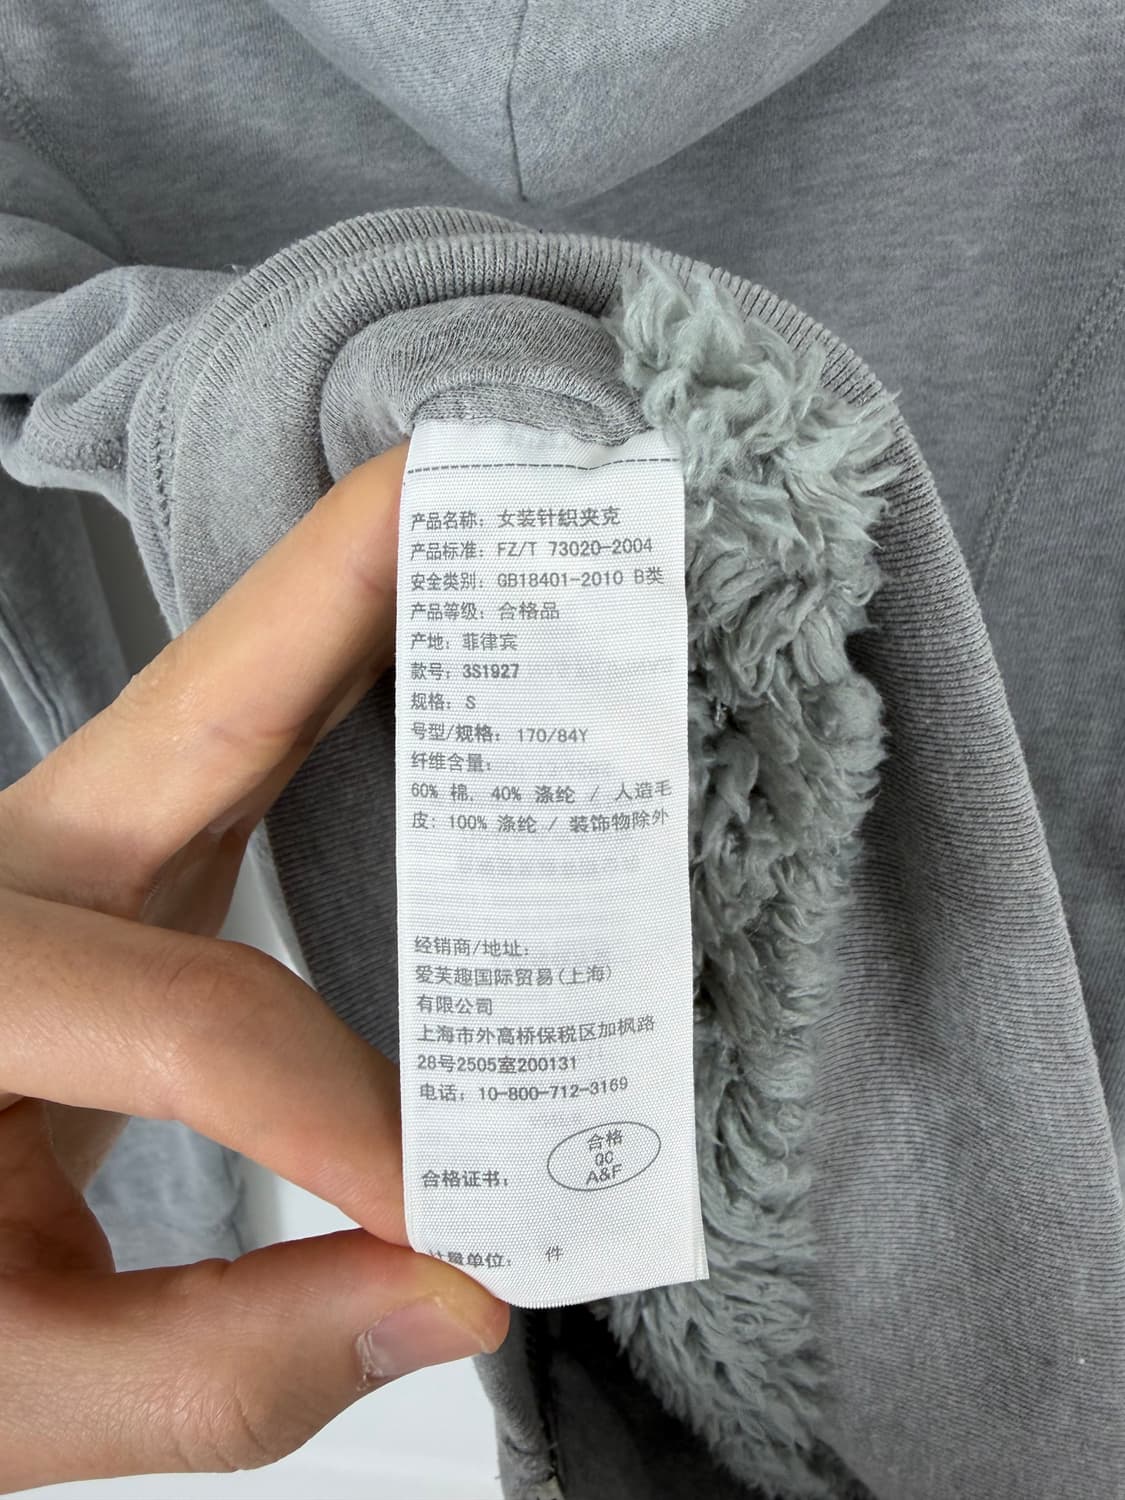 产品名称：女装针织夹克
产品标准：FZ/T 73020-2004
安全类别：GB18401-2010 B类
产品等级：合格品
产地：菲律宾
款号：3S1927
规格：S
号型/规格：170/84Y
纤维含量：
60% 棉, 40% 涤纶 / 人造毛
皮：100% 涤纶 / 装饰物除外
经销商/地址：
爱芙趣国际贸易(上海)
有限公司
上海市外高桥保税区加枫路
28号2505室200131
电话：10-800-712-3169
合格
QC
A&F
合格证书：
计量单位： 件